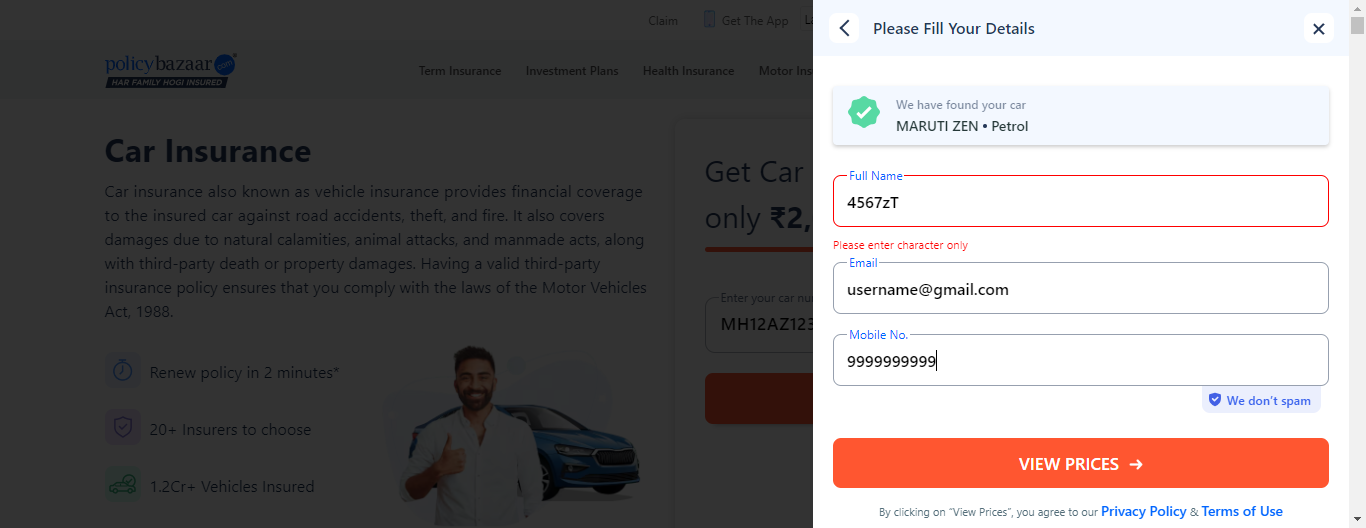 Claim
Get The App
policybazaar.com
HAR FAMILY HOGI INSURED
Term Insurance
Investment Plans
Health Insurance
Car Insurance
Car insurance also known as vehicle insurance provides financial coverage
to the insured car against road accidents, theft, and fire. It also covers
damages due to natural calamities, animal attacks, and manmade acts, along
with third-party death or property damages. Having a valid third-party
insurance policy ensures that you comply with the laws of the Motor Vehicles
Act, 1988.
Renew policy in 2 minutes*
20+ Insurers to choose
1.2Cr+ Vehicles Insured
Get Car
only ₹2,
Enter your car
MH12AZ123
Please Fill Your Details
We have found your car
MARUTI ZEN • Petrol
Full Name
4567zT
Please enter character only
Email
username@gmail.com
Mobile No.
9999999999
We don't spam
VIEW PRICES →
By clicking on “View Prices”, you agree to our Privacy Policy & Terms of Use